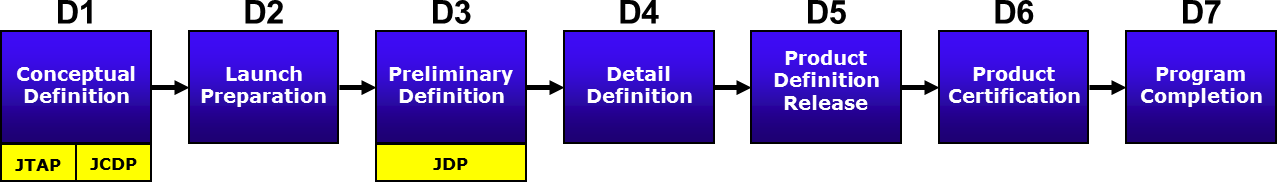 D1 D2 D3 D4 D5 D6 D7
Conceptual
Definition
Launch
Preparation
Preliminary
Definition
Detail
Definition
Product
Definition
Release
Product
Certification
Program
Completion
JTAP JCDP
JDP